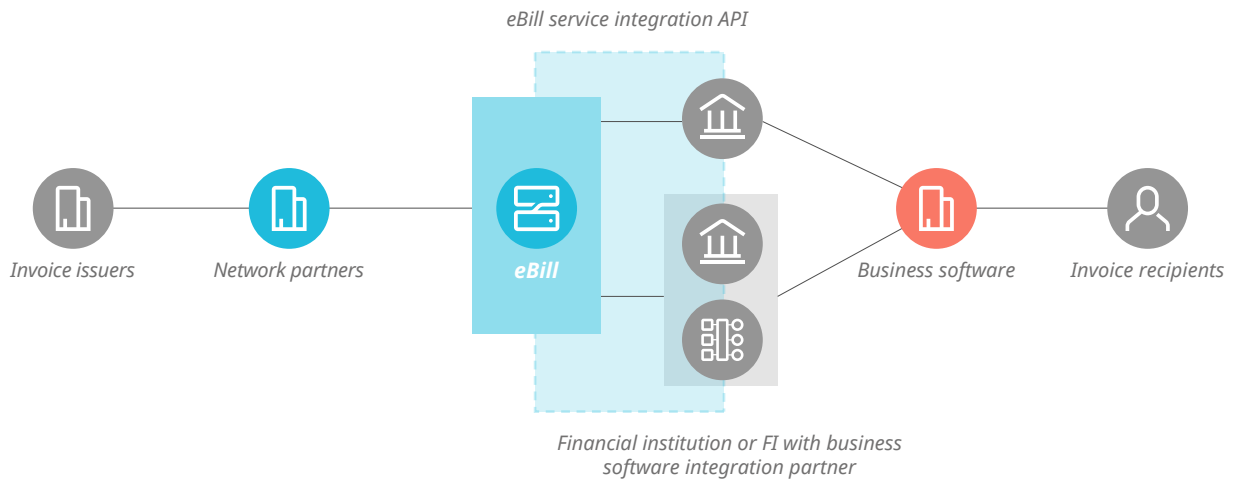 eBill service integration API
Invoice issuers
Network partners
eBill
Business software
Invoice recipients
Financial institution or FI with business
software integration partner